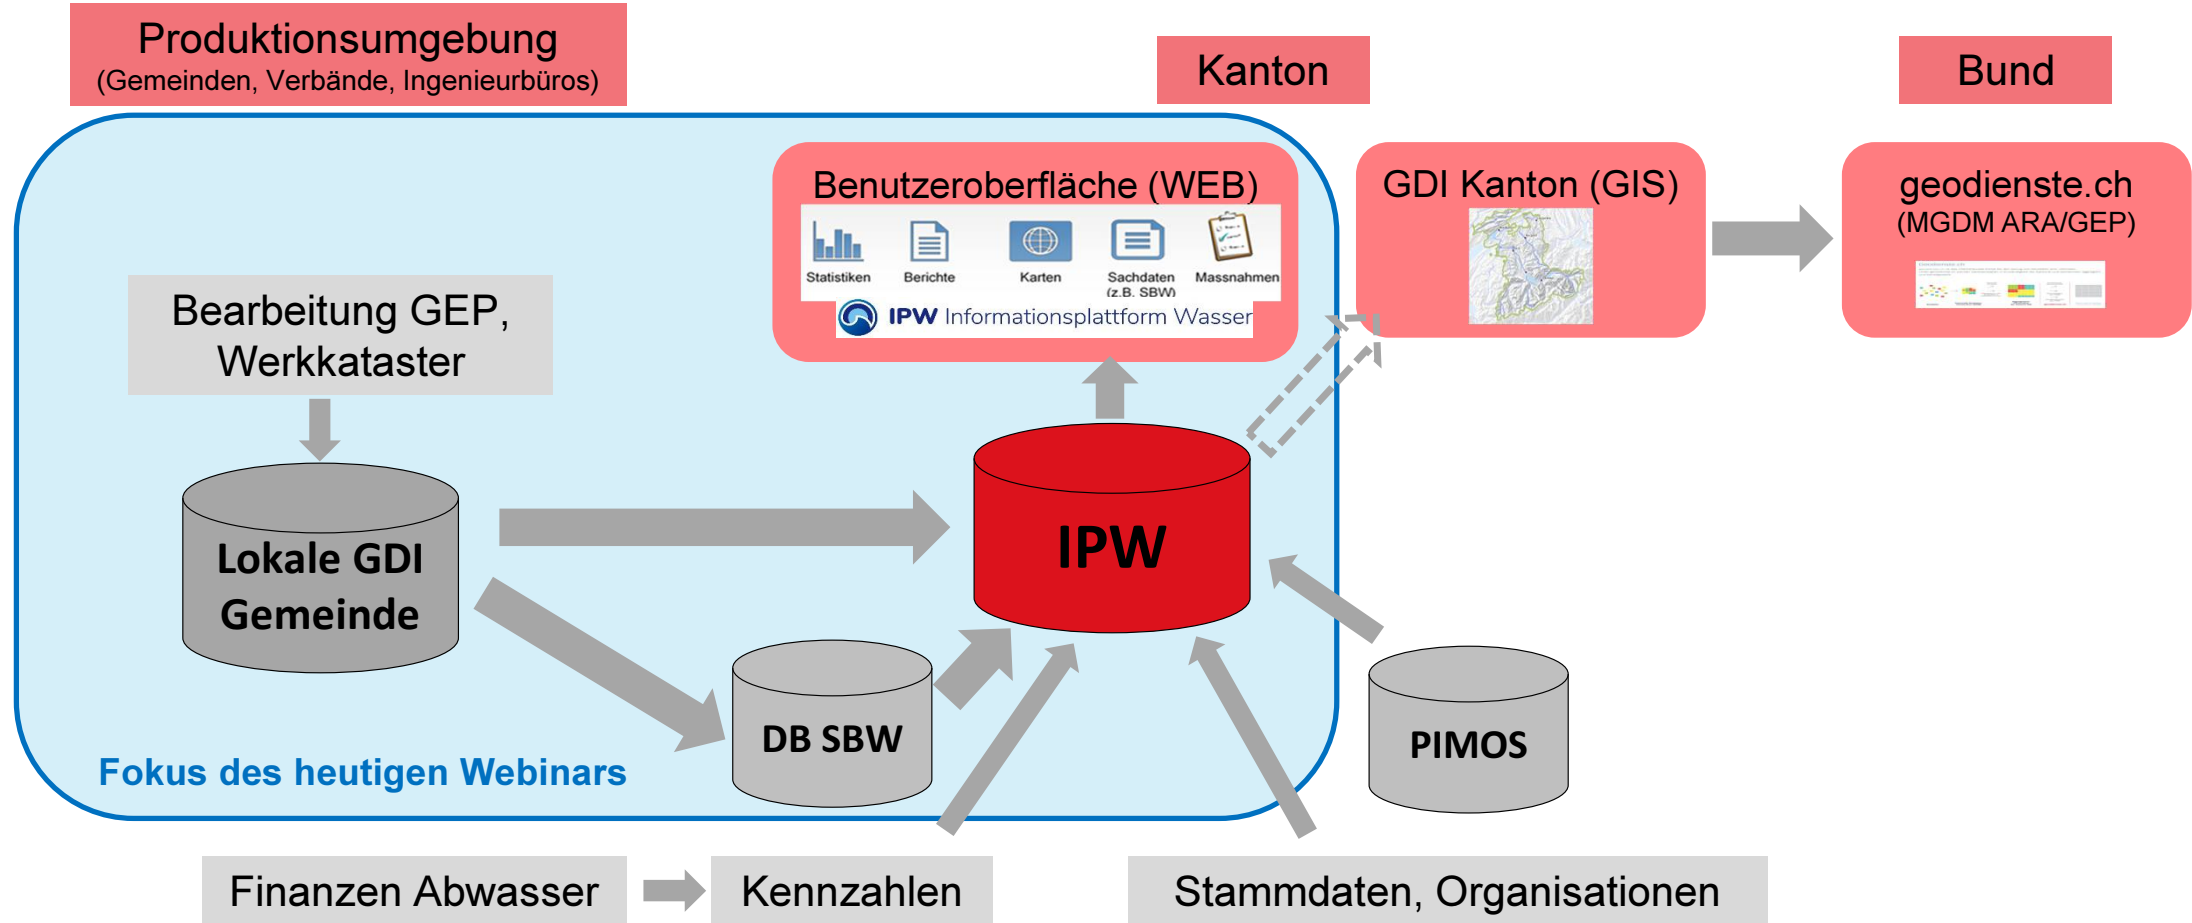 Produktionsumgebung
(Gemeinden, Verbände, Ingenieurbüros)
Kanton
Bund
Benutzeroberfläche (WEB)
Statistiken
Berichte
Karten
Sachdaten
(z.B. SBW)
Massnahmen
IPW Informationsplattform Wasser
GDI Kanton (GIS)
geodienste.ch
(MGDM ARA/GEP)
Bearbeitung GEP,
Werkkataster
Lokale GDI
Gemeinde
IPW
DB SBW
PIMOS
Fokus des heutigen Webinars
Finanzen Abwasser
Kennzahlen
Stammdaten, Organisationen